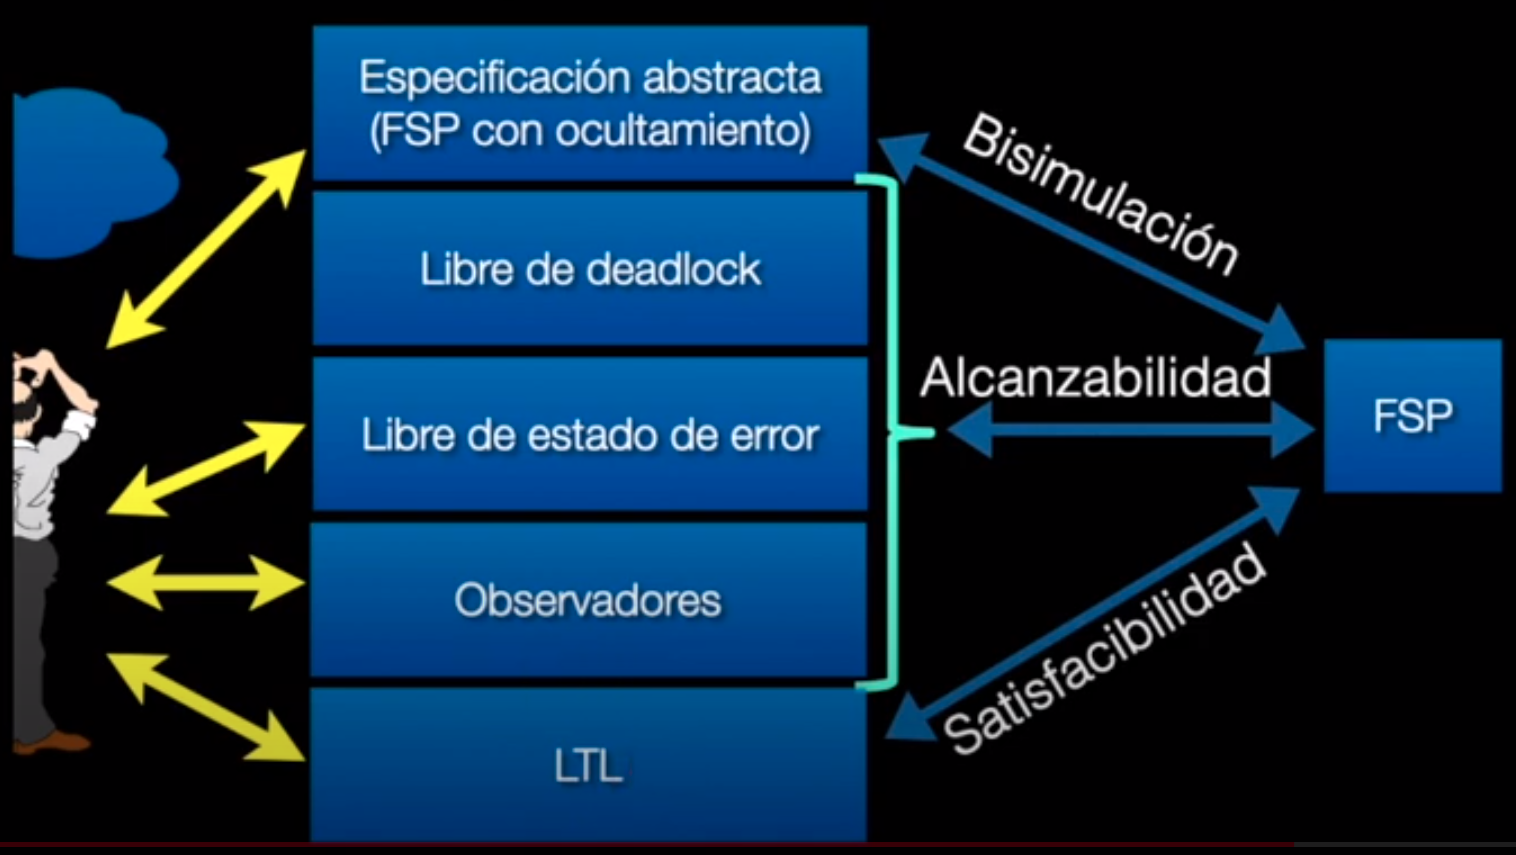 Especificación abstracta
(FSP con ocultamiento)
Libre de deadlock
Libre de estado de error
Observadores
LTL
Bisimulación
Alcanzabilidad
Satisfacibilidad
FSP